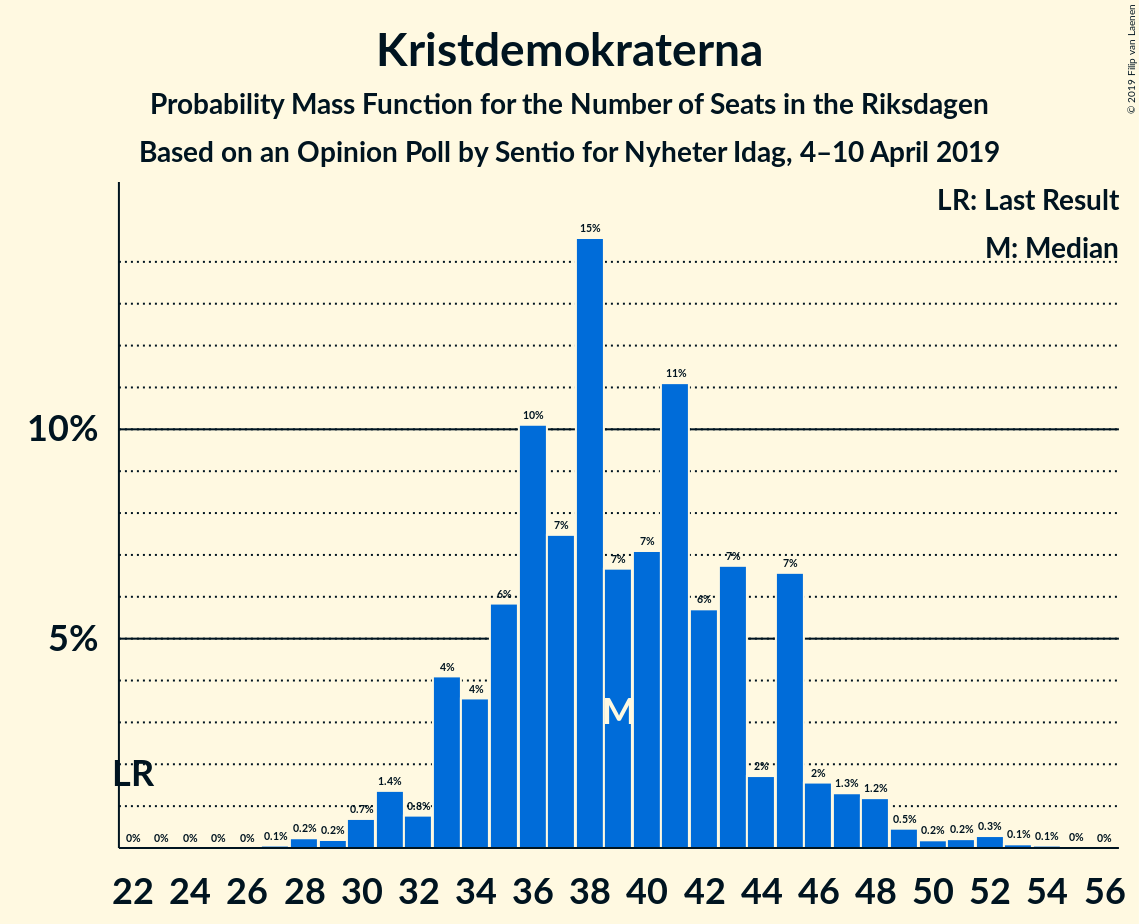 Kristdemokraterna
Probability Mass Function for the Number of Seats in the Riksdagen
Based on an Opinion Poll by Sentio for Nyheter Idag, 4–10 April 2019
© 2019 Filip van Laenen
LR: Last Result
M: Median
10%
5%
LR
M
0% 0% 0% 0% 0% 0.1% 0.2% 0.2% 0.7% 1.4% 0.8% 4% 4% 6% 10% 7% 15% 7% 7% 11% 6% 7% 2% 7% 2% 1.3% 1.2% 0.5% 0.2% 0.2% 0.3% 0.1% 0.1% 0% 0%
22 24 26 28 30 32 34 36 38 40 42 44 46 48 50 52 54 56